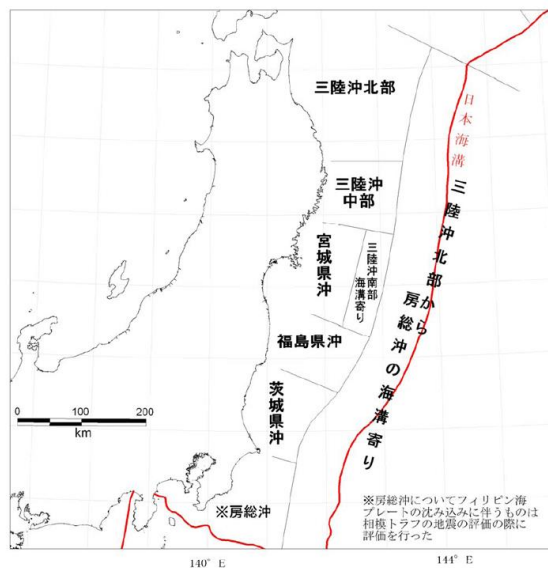 三陸沖北部
日本海溝
三陸沖
中部
三陸沖北部から
房総沖の海溝寄り
宮城県沖
三陸沖南部
海溝寄り
福島県沖
茨城県沖
0 100 200
km
※房総沖
※房総沖についてフィリピン海
プレートの沈み込みに伴うものは
相模トラフの地震の評価の際に
評価を行った
140° E
144° E